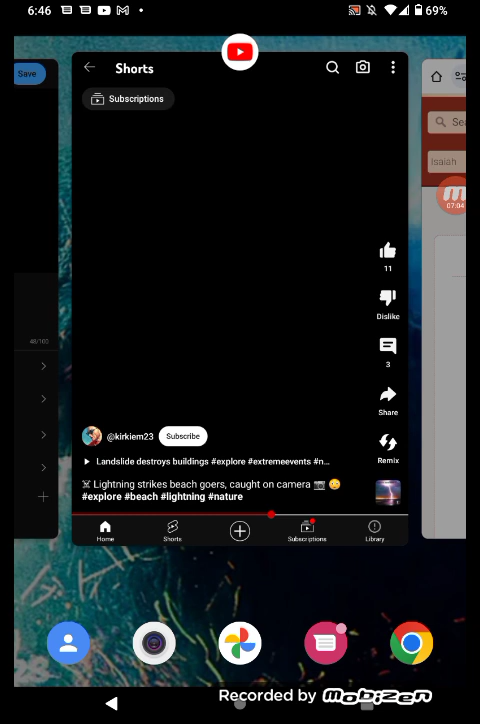 6:46
69%
Save
Shorts
Subscriptions
Sea
Isaiah
07:04
11
Dislike
48/100
3
Share
@kirkiem23 Subscribe
Landslide destroys buildings #explore #extremeevents #n...
Remix
Lightning strikes beach goers, caught on camera
#explore #beach #lightning #nature
Home Shorts Subscriptions Library
Recorded by Mobizen